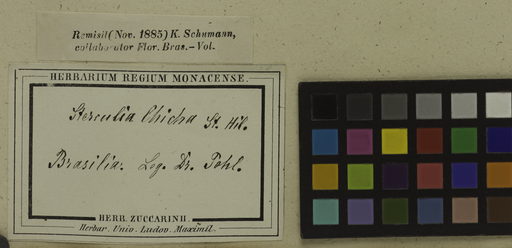 Remisit (Nov. 1885) K. Schumann,
collaborator Flor. Bras. – Vol.
HERBARIUM REGIUM MONACENSE.
Sterculia Chicha St. Hil.
Brasilia. Leg. Dr. Pohl.
HERB. ZUCCARINII.
Herbar. Univ. Ludov. Maximil.